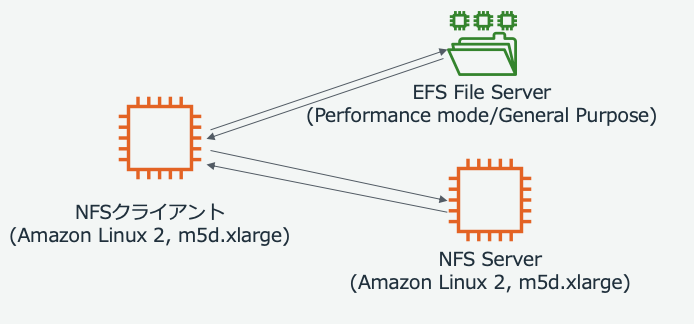 EFS File Server
(Performance mode/General Purpose)
NFSクライアント
(Amazon Linux 2, m5d.xlarge)
NFS Server
(Amazon Linux 2, m5d.xlarge)